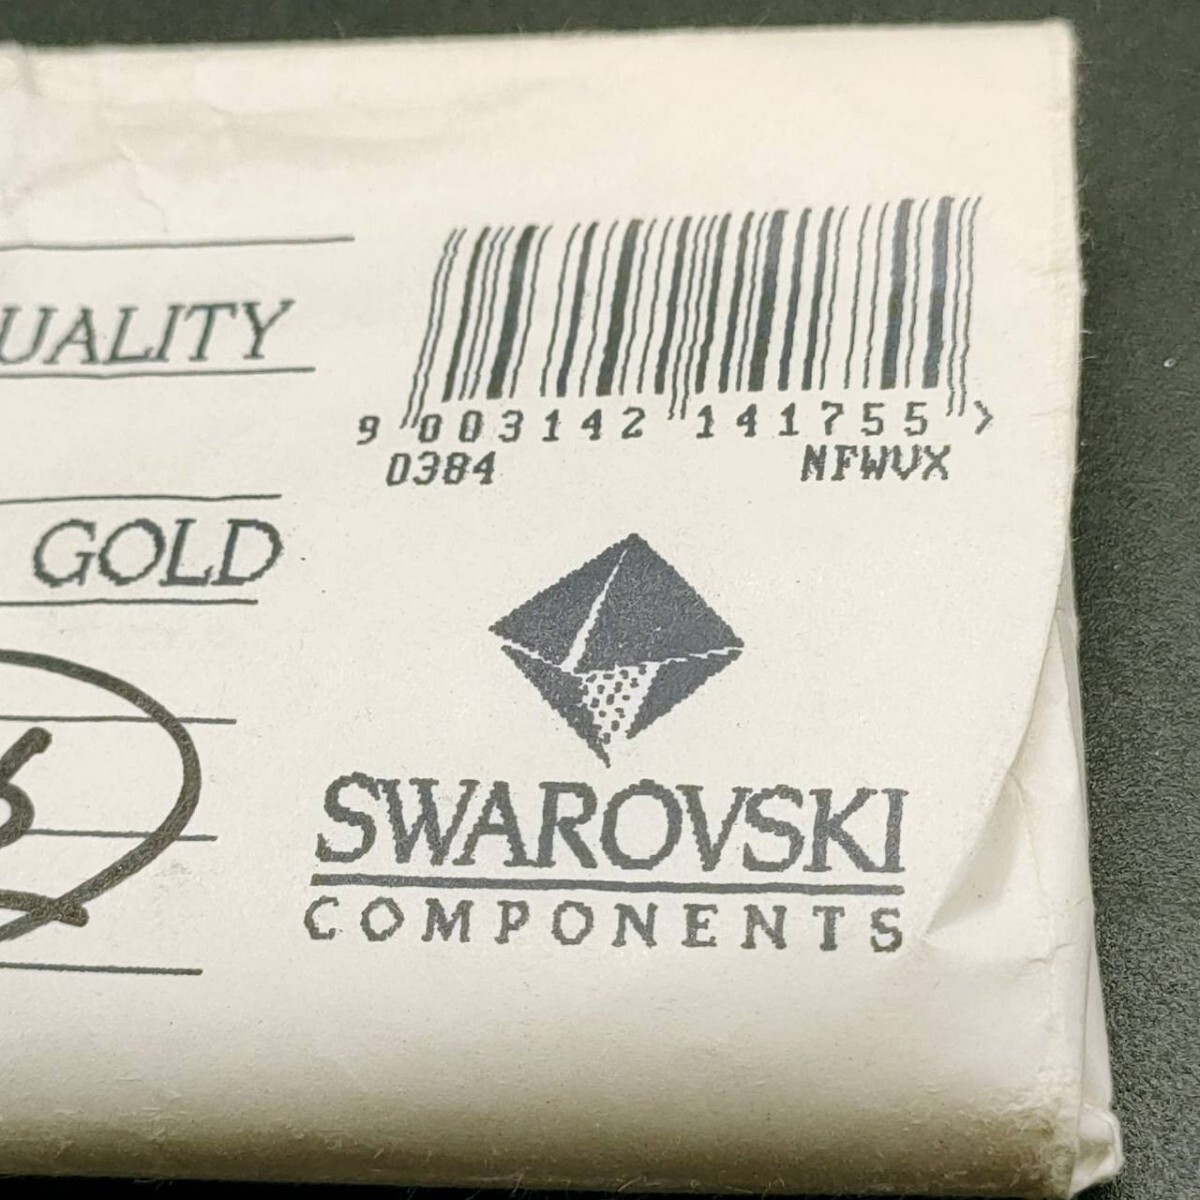 UALITY
9 003142 141755 >
0384 NFWVX
GOLD
SWAROVSKI
COMPONENTS